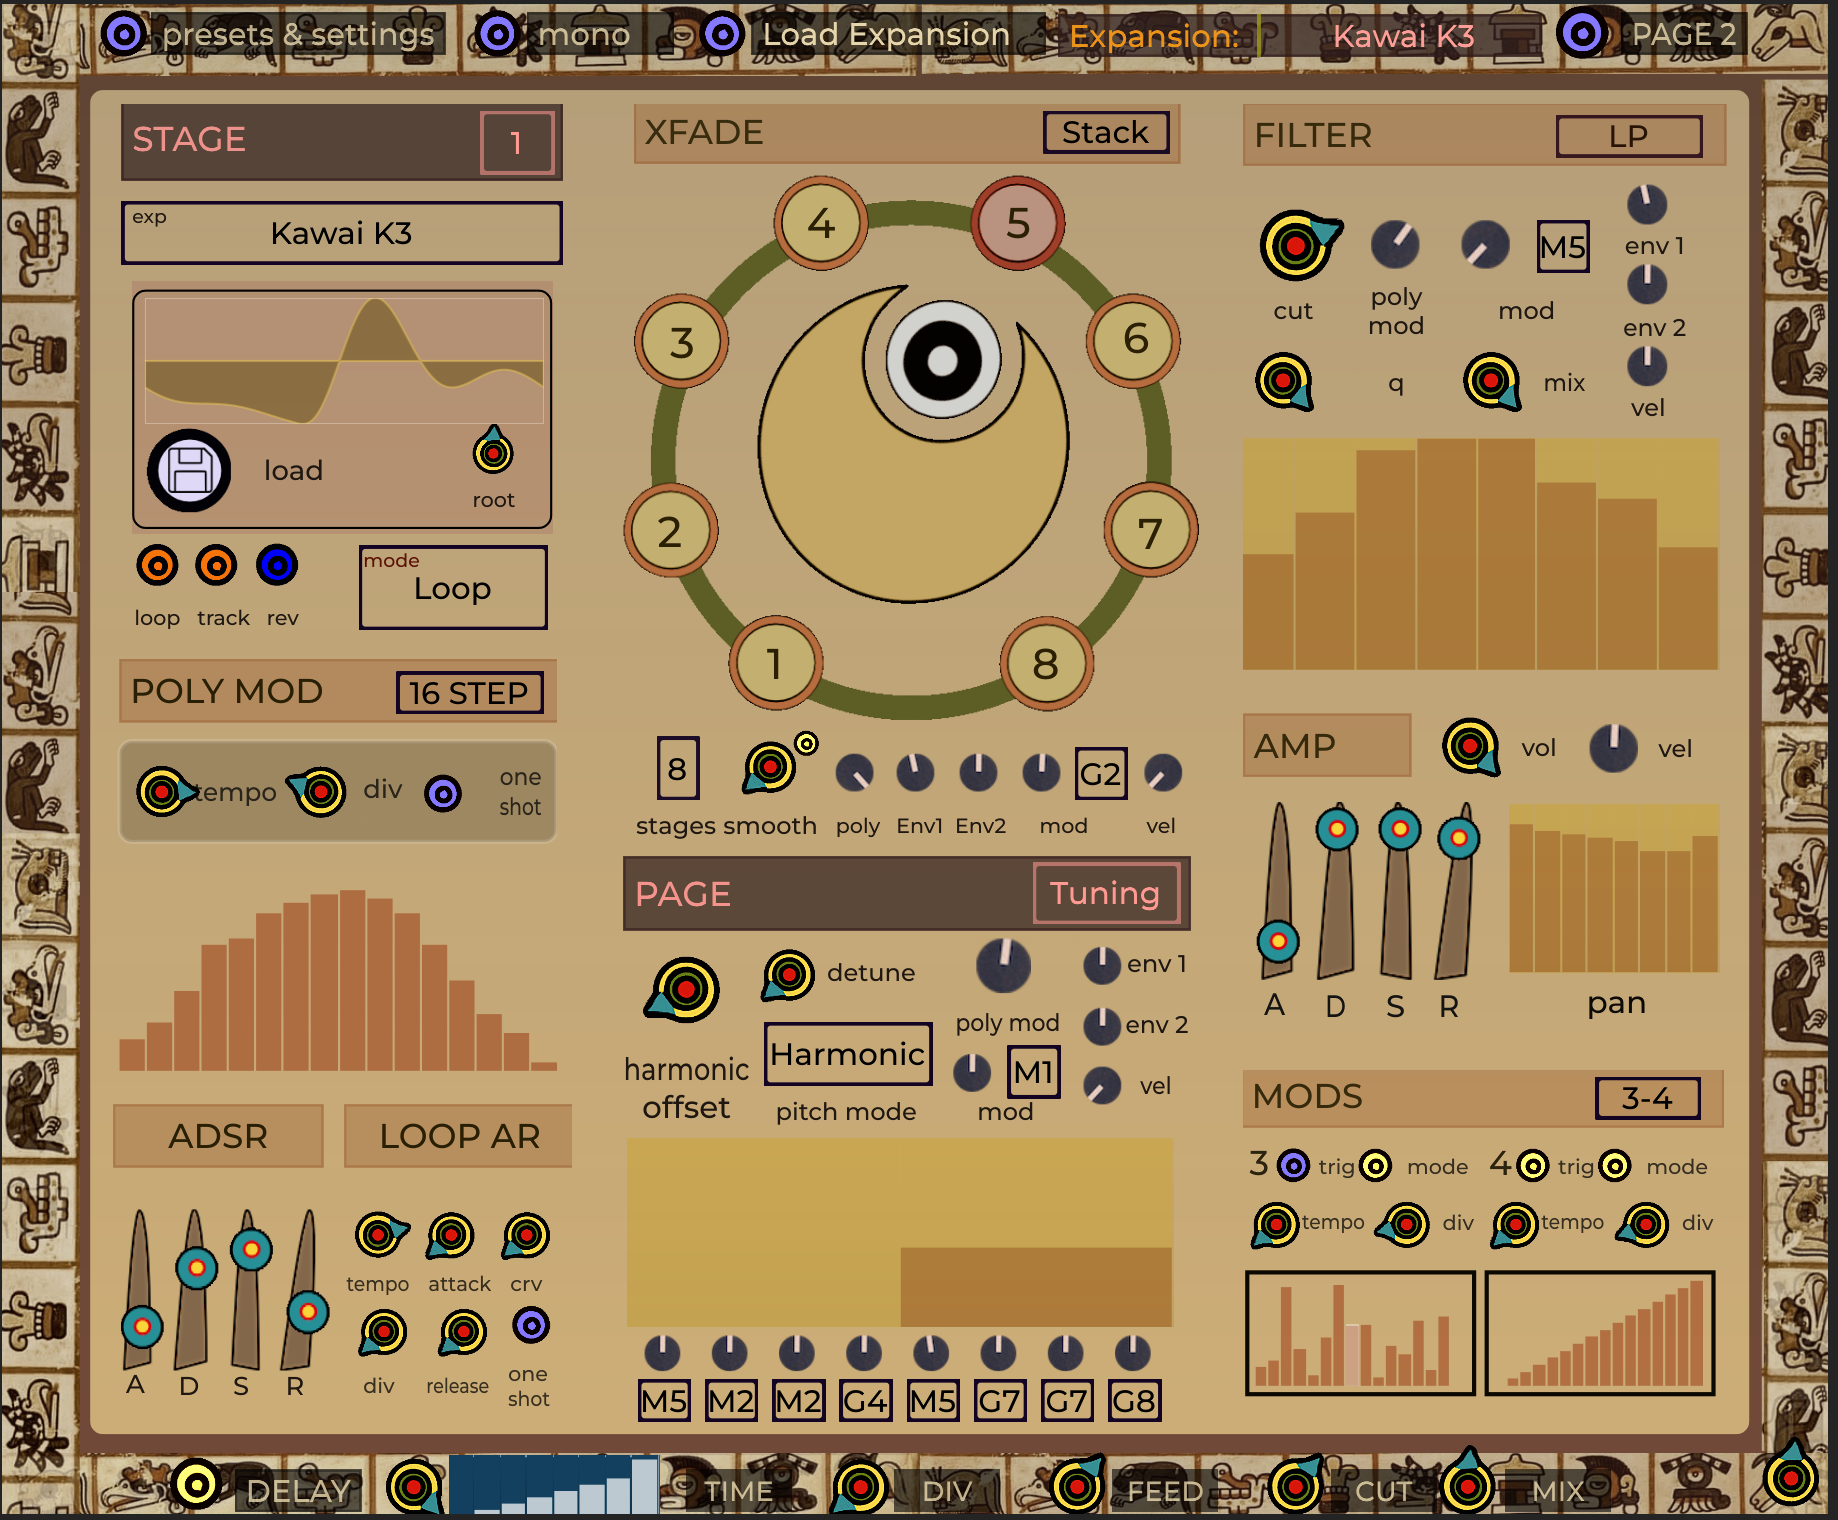 presets & settings
mono
Load Expansion
Expansion:
Kawai K3
PAGE 2
STAGE
1
exp
Kawai K3
load
root
loop
track
rev
mode
Loop
POLY MOD
16 STEP
tempo
div
one
shot
ADSR
LOOP AR
A
D
S
R
tempo
attack
crv
div
release
one
shot
XFADE
Stack
4
5
3
6
2
7
1
8
8
G2
stages
smooth
poly
Env1
Env2
mod
vel
PAGE
Tuning
detune
env 1
poly mod
env 2
harmonic
offset
Harmonic
pitch mode
M1
mod
vel
M5
M2
M2
G4
M5
G7
G7
G8
FILTER
LP
cut
poly
mod
mod
M5
env 1
env 2
q
mix
vel
AMP
vol
vel
A
D
S
R
pan
MODS
3-4
3
trig
mode
4
trig
mode
tempo
div
tempo
div
DELAY
TIME
DIV
FEED
CUT
MIX